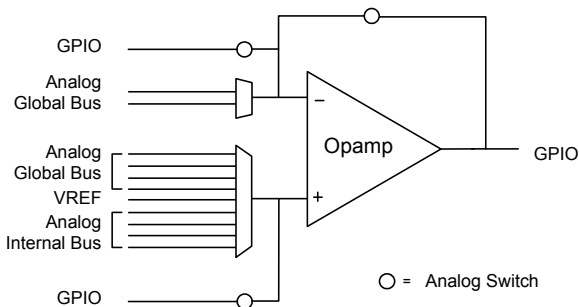 GPIO
Analog
Global Bus
−
Opamp
GPIO
Analog
Global Bus
VREF
+
Analog
Internal Bus
GPIO
= Analog Switch